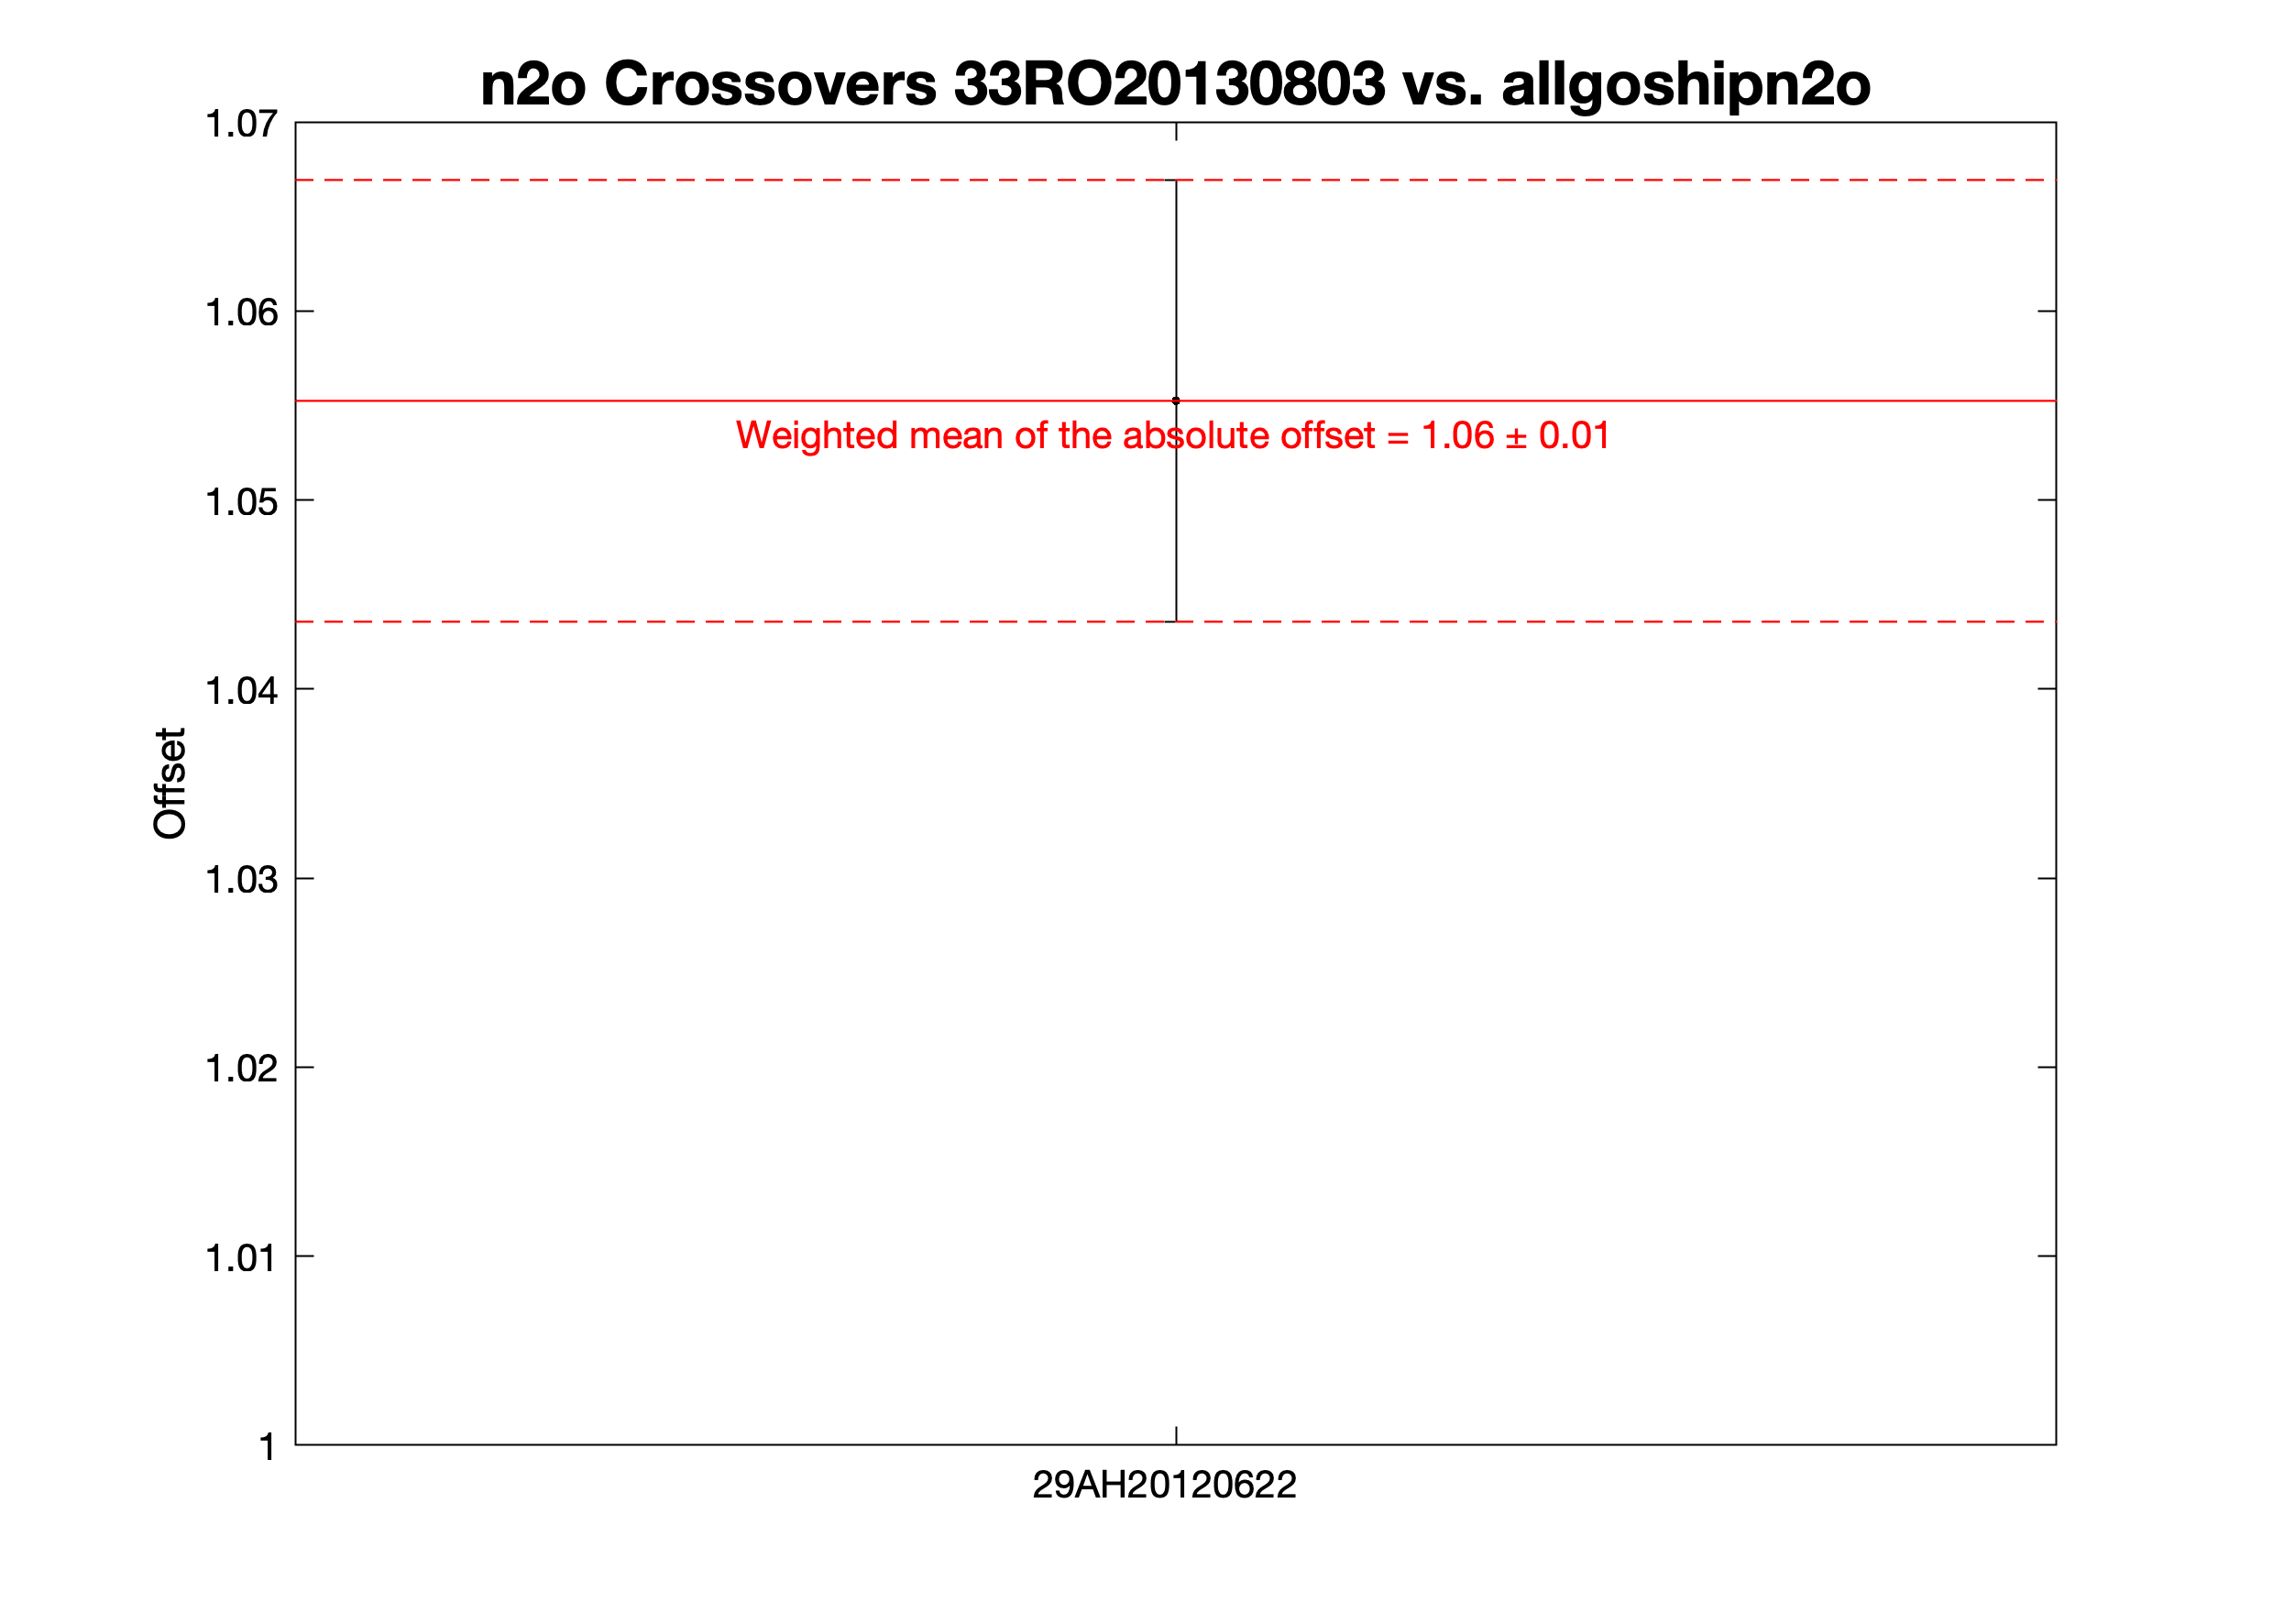 n2o Crossovers 33RO20130803 vs. allgoshipn2o
1.07
1.06
Weighted mean of the absolute offset = 1.06 ± 0.01
1.05
1.04
Offset
1.03
1.02
1.01
1
29AH20120622